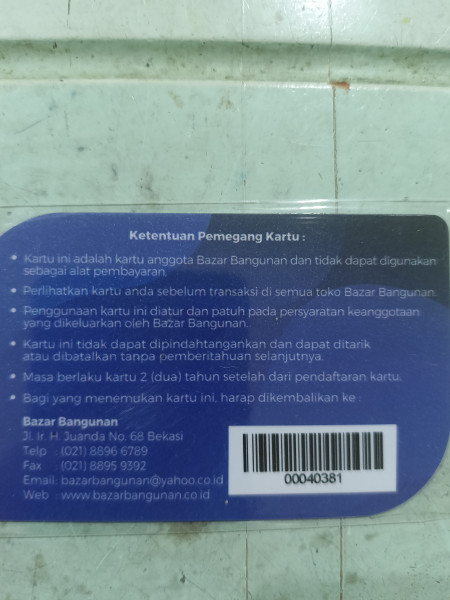 Ketentuan Pemegang Kartu :
• Kartu ini adalah kartu anggota Bazar Bangunan dan tidak dapat digunakan
sebagai alat pembayaran.
• Perlihatkan kartu anda sebelum transaksi di semua toko Bazar Bangunan.
• Penggunaan kartu ini diatur dan patuh pada persyaratan keanggotaan
yang dikeluarkan oleh Bazar Bangunan.
• Kartu ini tidak dapat dipindahtangankan dan dapat ditarik
atau dibatalkan tanpa pemberitahuan selanjutnya.
• Masa berlaku kartu 2 (dua) tahun setelah dari pendaftaran kartu.
• Bagi yang menemukan kartu ini, harap dikembalikan ke :
Bazar Bangunan
Jl. Ir. H. Juanda No. 68 Bekasi
Telp : (021) 8896 6789
Fax : (021) 8895 9392
Email: bazarbangunan@yahoo.co.id
Web : www.bazarbangunan.co.id
00040381